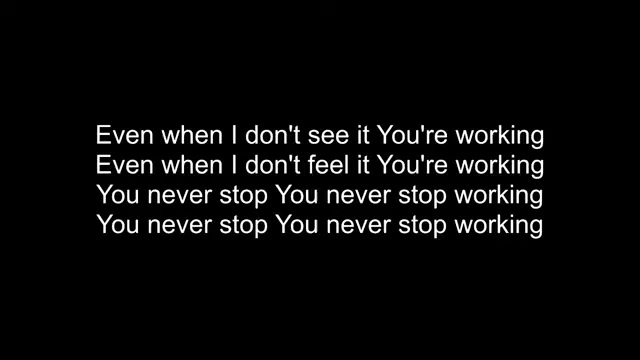 Even when I don't see it You're working
Even when I don't feel it You're working
You never stop You never stop working
You never stop You never stop working